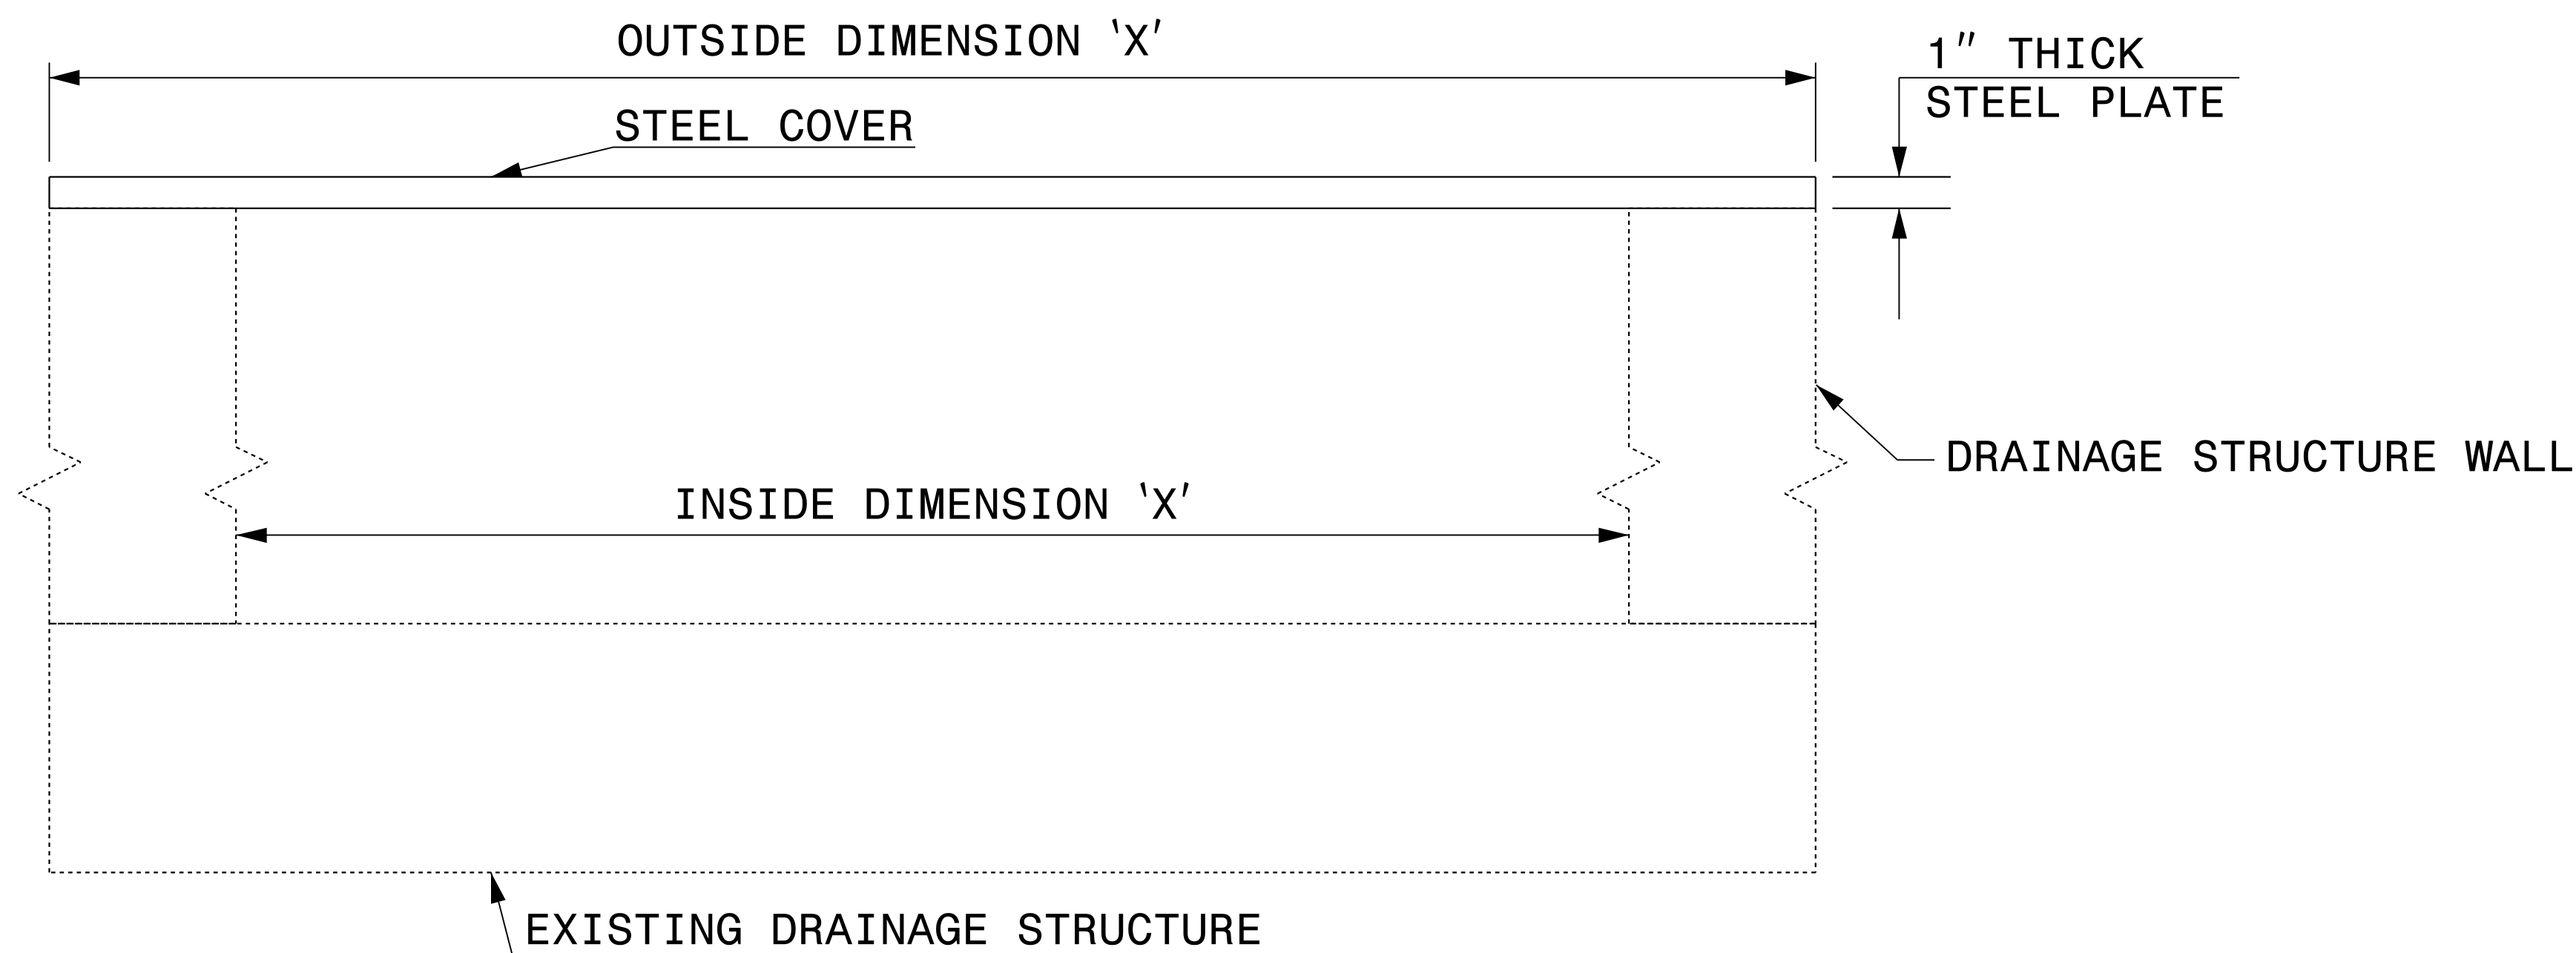 OUTSIDE DIMENSION 'X'
1" THICK
STEEL PLATE
STEEL COVER
DRAINAGE STRUCTURE WALL
INSIDE DIMENSION 'X'
EXISTING DRAINAGE STRUCTURE